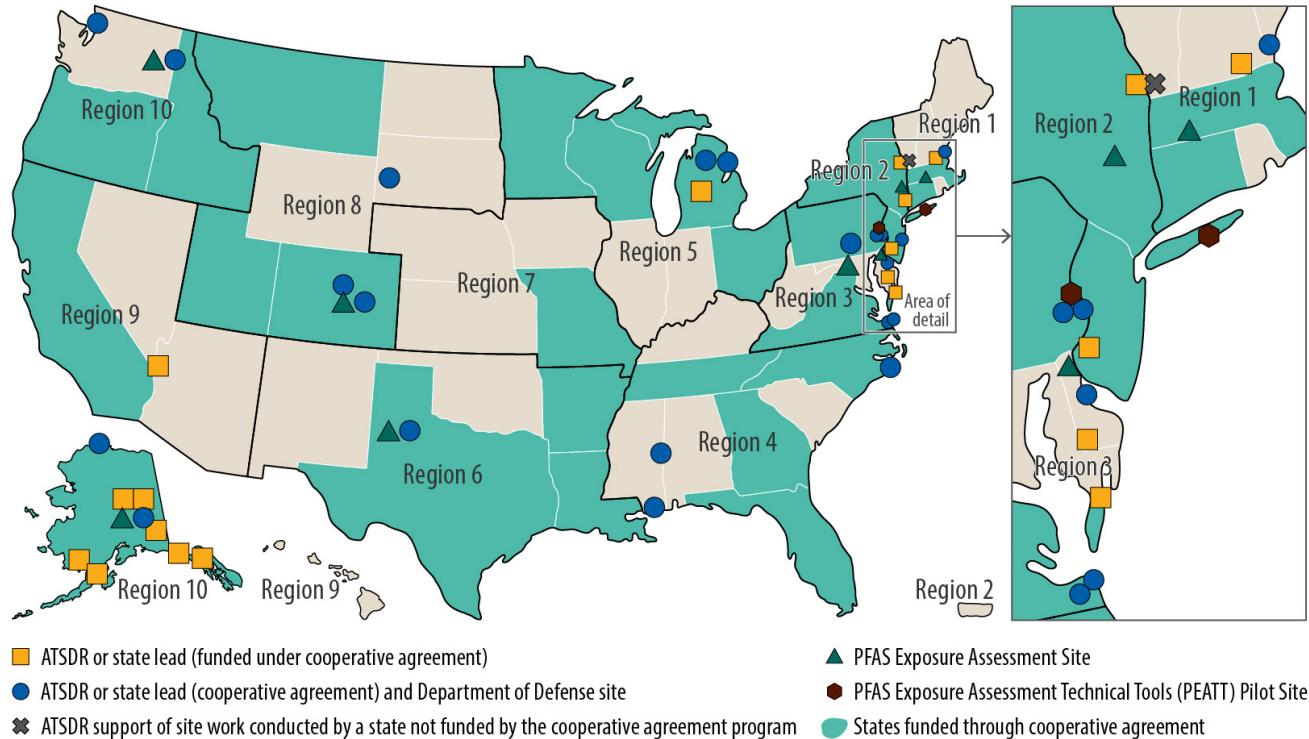 Region 10
Region 1
Region 2
Region 8
Region 5
Region 7
Region 3
Region 9
Area of
detail
Region 4
Region 6
Region 10
Region 9
Region 2
Region 1
Region 2
Region 3
ATSDR or state lead (funded under cooperative agreement)
ATSDR or state lead (cooperative agreement) and Department of Defense site
ATSDR support of site work conducted by a state not funded by the cooperative agreement program
PFAS Exposure Assessment Site
PFAS Exposure Assessment Technical Tools (PEATT) Pilot Site
States funded through cooperative agreement